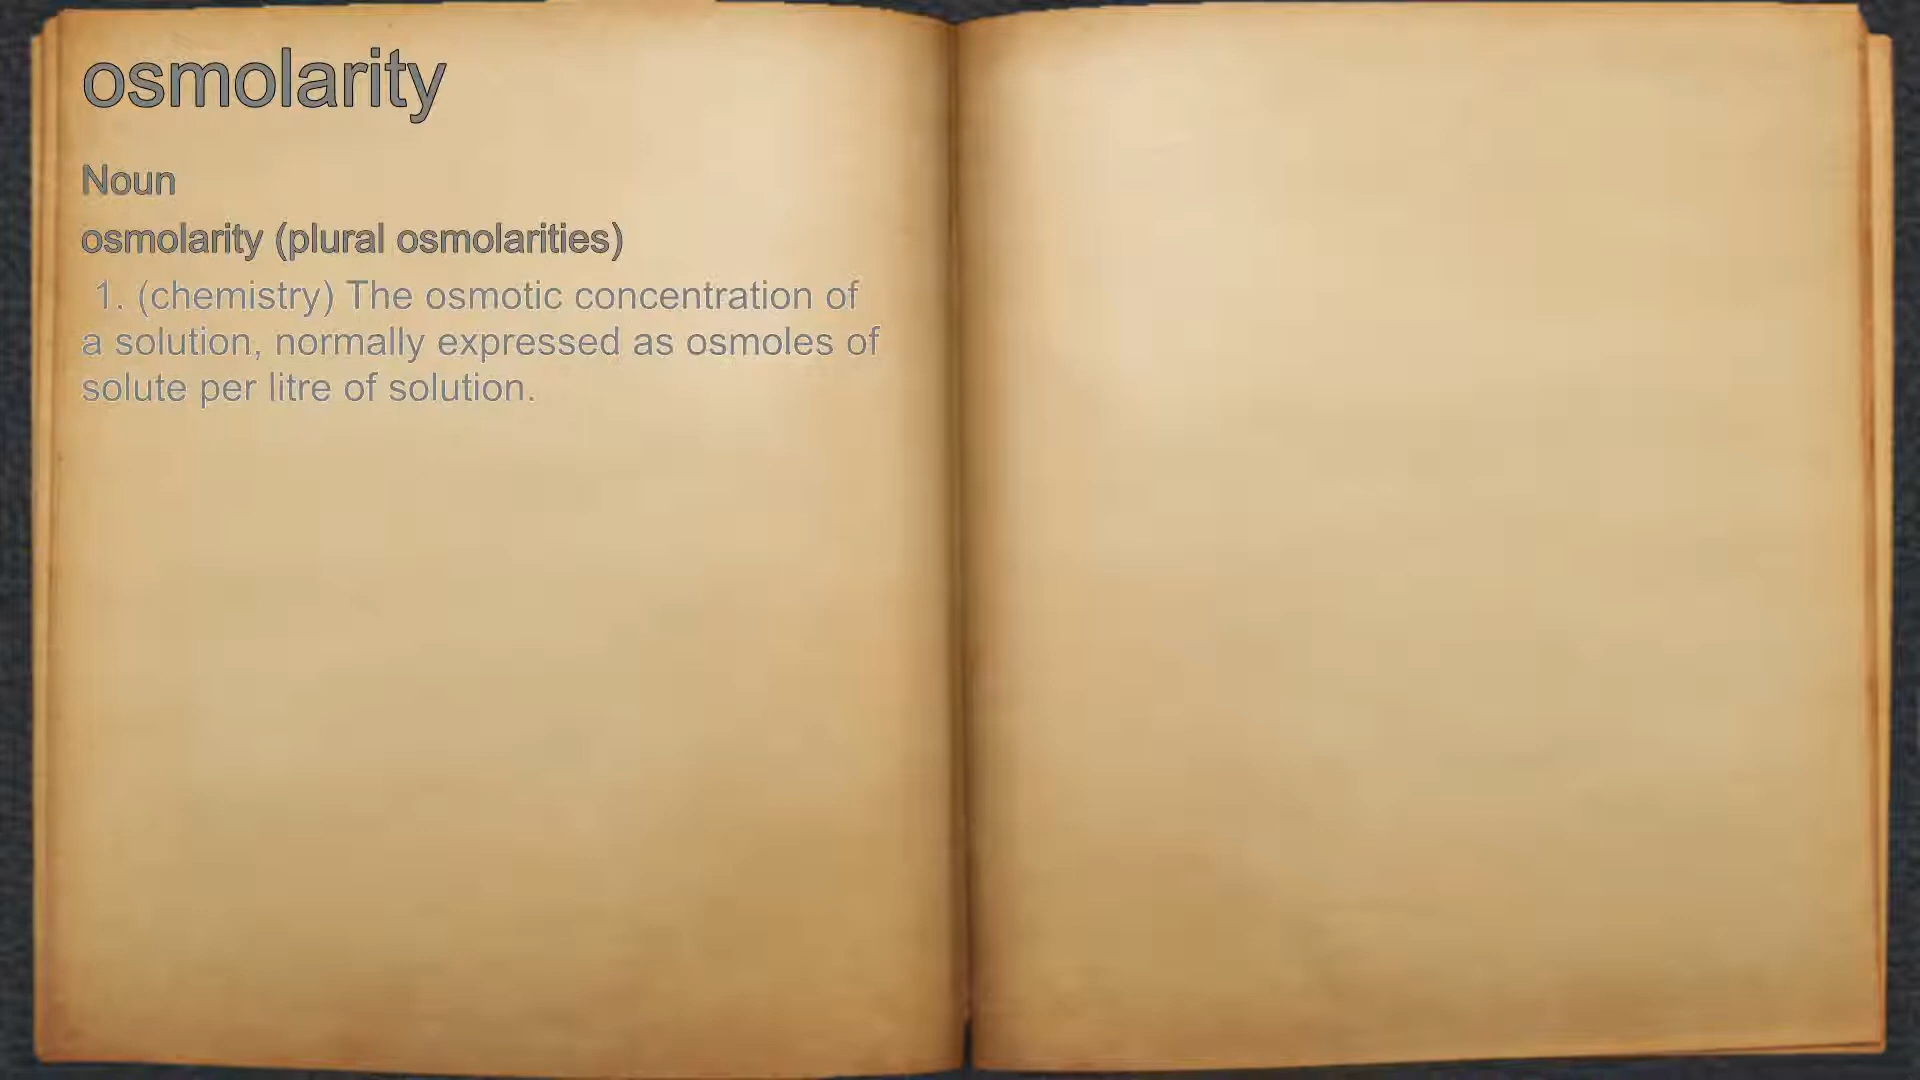 osmolarity
Noun
osmolarity (plural osmolarities)
1. (chemistry) The osmotic concentration of
a solution, normally expressed as osmoles of
solute per litre of solution.